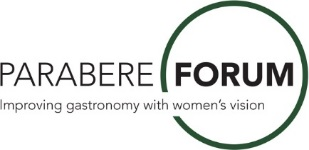 PARABERE FORUM
Improving gastronomy with women's vision